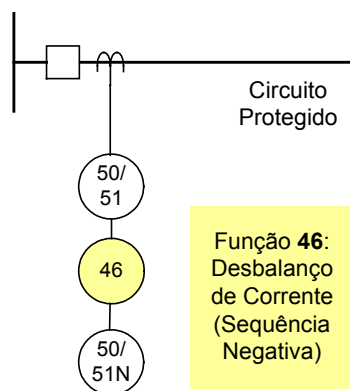 Circuito
Protegido
50/
51
46
50/
51N
Função 46:
Desbalanço
de Corrente
(Sequência
Negativa)